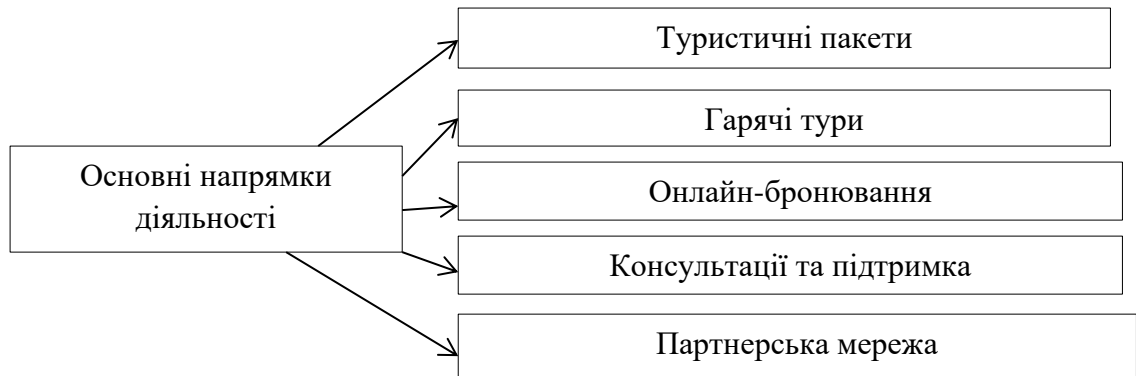 Туристичні пакети
Гарячі тури
Основні напрямки
діяльності
Онлайн-бронювання
Консультації та підтримка
Партнерська мережа